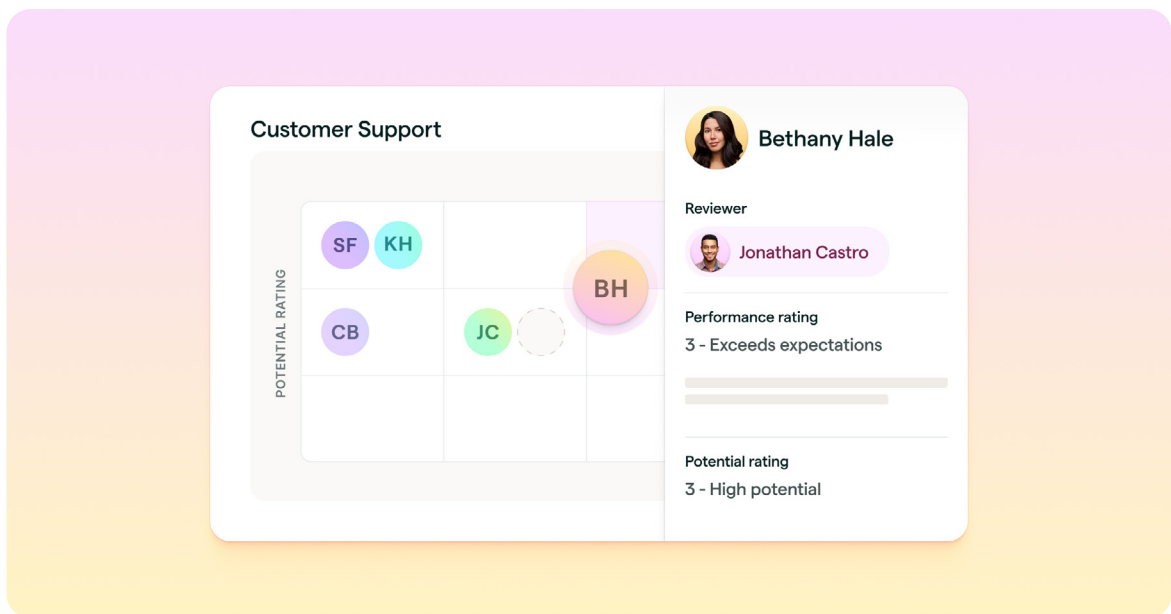 Customer Support
POTENTIAL RATING
SF
KH
CB
JC
BH
Bethany Hale
Reviewer
Jonathan Castro
Performance rating
3 - Exceeds expectations
Potential rating
3 - High potential